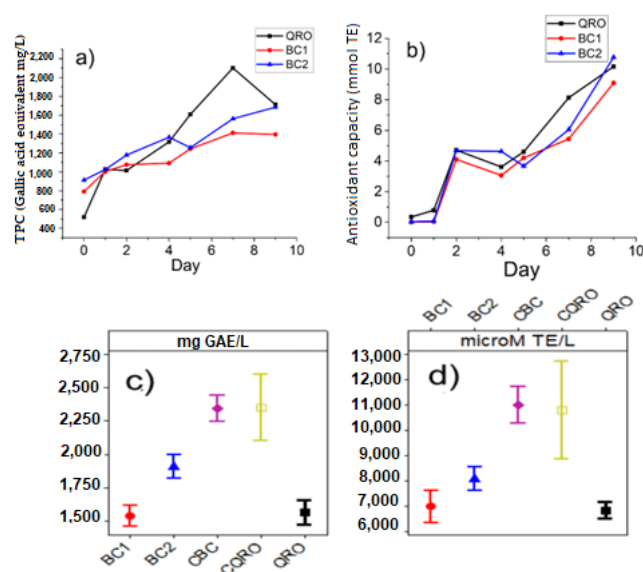 a)
QRO
BC1
BC2
TPC (Gallic acid equivalent mg/L)
2,200
2,000
1,800
1,600
1,400
1,200
1,000
800
600
400
0 2 4 6 8 10
Day
b)
QRO
BC1
BC2
Antioxidant capacity (mmol TE)
12
10
8
6
4
2
0
0 2 4 6 8 10
Day
mg GAE/L
c)
2,750
2,500
2,250
2,000
1,750
1,500
BC1 BC2 CBC CQRO QRO
BC1 BC2 CBC CQRO QRO
microM TE/L
d)
13,000
12,000
11,000
10,000
9,000
8,000
7,000
6,000